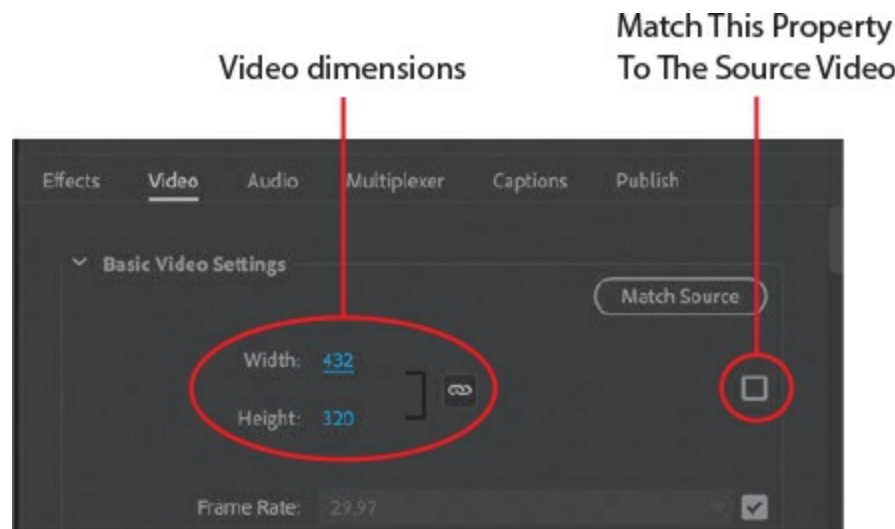 Match This Property
Video dimensions To The Source Video
Effects Video Audio Multiplexer Captions Publish
Basic Video Settings
Match Source
Width: 432
Height: 320
Frame Rate: 29.97